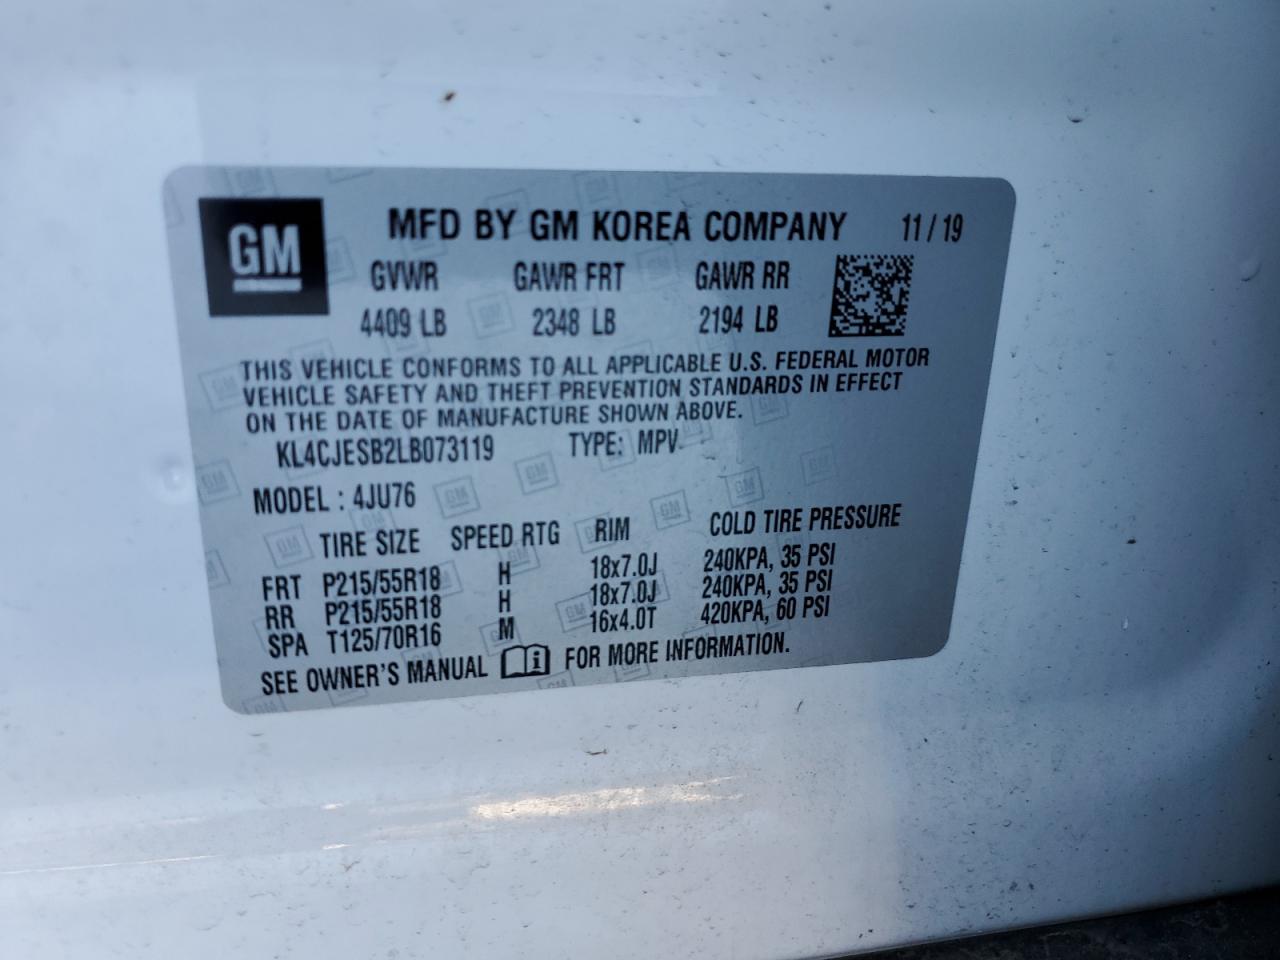 GM
MFD BY GM KOREA COMPANY 11/19
GVWR GAWR FRT GAWR RR
4409 LB 2348 LB 2194 LB
THIS VEHICLE CONFORMS TO ALL APPLICABLE U.S. FEDERAL MOTOR
VEHICLE SAFETY AND THEFT PREVENTION STANDARDS IN EFFECT
ON THE DATE OF MANUFACTURE SHOWN ABOVE.
KL4CJESB2LB073119 TYPE: MPV
MODEL : 4JU76
TIRE SIZE SPEED RTG RIM COLD TIRE PRESSURE
FRT P215/55R18 H 18x7.0J 240KPA, 35 PSI
RR P215/55R18 H 18x7.0J 240KPA, 35 PSI
SPA T125/70R16 M 16x4.0T 420KPA, 60 PSI
SEE OWNER'S MANUAL i FOR MORE INFORMATION.